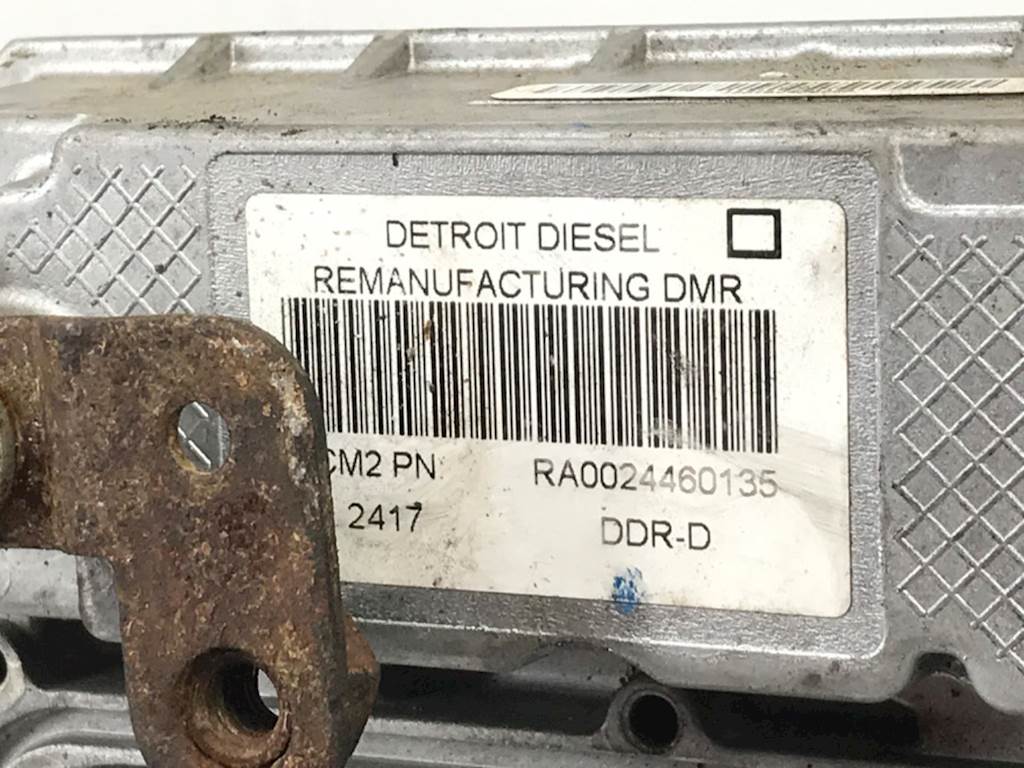 DETROIT DIESEL
REMANUFACTURING DMR
CM2 PN RA0024460135
2417 DDR-D